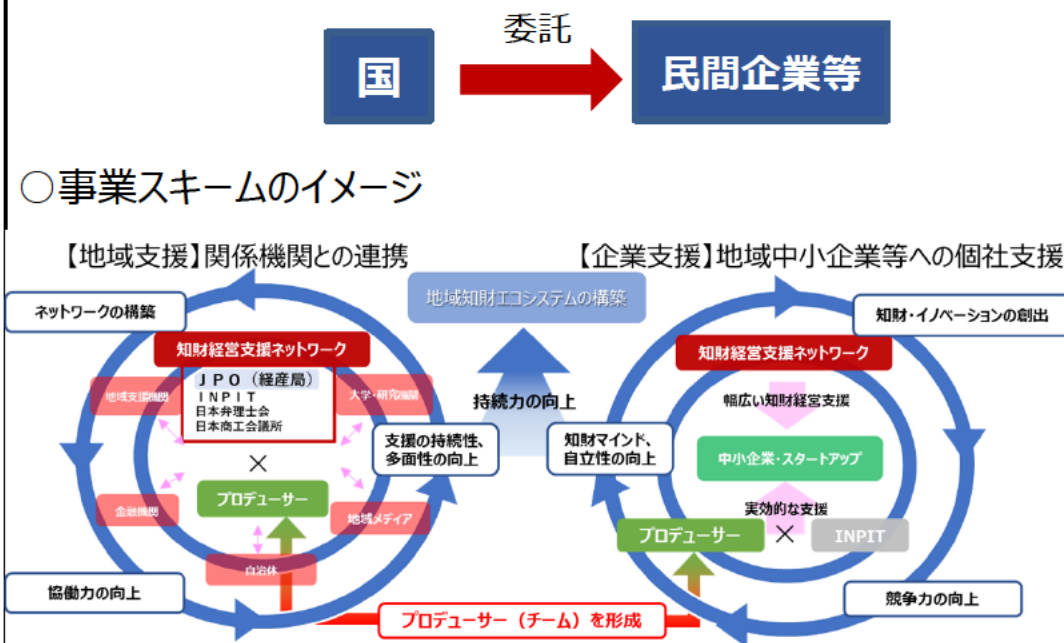 委託
国
民間企業等
○事業スキームのイメージ
【地域支援】関係機関との連携
【企業支援】地域中小企業等への個社支援
地域知財エコシステムの構築
ネットワークの構築
知財・イノベーションの創出
知財経営支援ネットワーク
JPO（経産局）
INPIT
日本弁理士会
日本商工会議所
地域支援機関
大学・研究機関
×
プロデューサー
金融機関
地域メディア
自治体
支援の持続性、
多面性の向上
協働力の向上
持続力の向上
知財経営支援ネットワーク
幅広い知財経営支援
知財マインド、
自立性の向上
中小企業・スタートアップ
実効的な支援
プロデューサー × INPIT
競争力の向上
プロデューサー（チーム）を形成